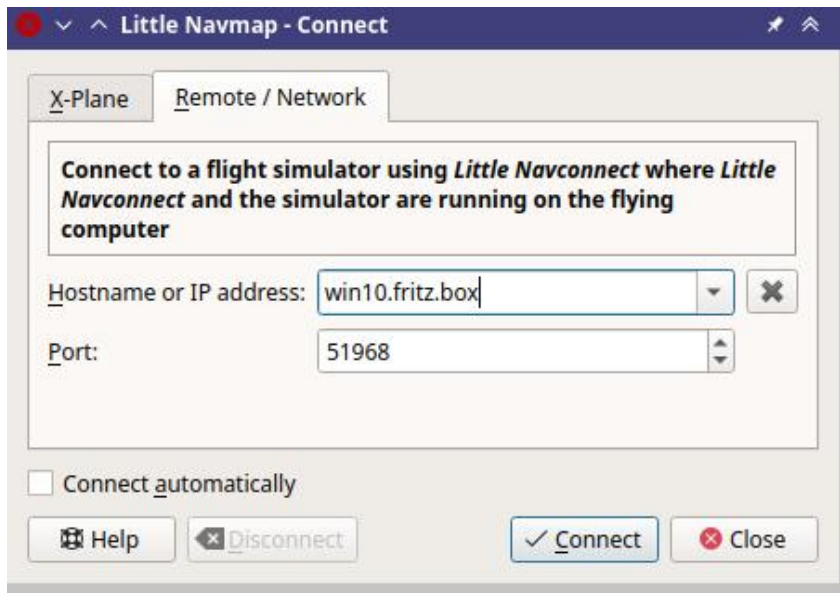 Little Navmap - Connect
X-Plane
Remote / Network
Connect to a flight simulator using Little Navconnect where Little
Navconnect and the simulator are running on the flying
computer
Hostname or IP address: win10.fritz.box
Port: 51968
Connect automatically
Help Disconnect Connect Close